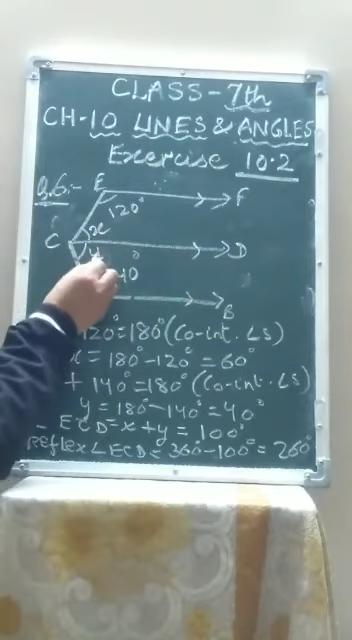 CLASS-7th
CH-10 LINES & ANGLES
Exercise 10.2
Q.6:- E F
120°
x
C D
y
140
B
120°=180° (Co-int. ∠S)
x = 180°-120° = 60°
+ 140°=180° (Co-int. ∠S)
y = 180°-140°=40°
ECD=x+y = 100°
Reflex∠ECD= 360°-100°= 260°